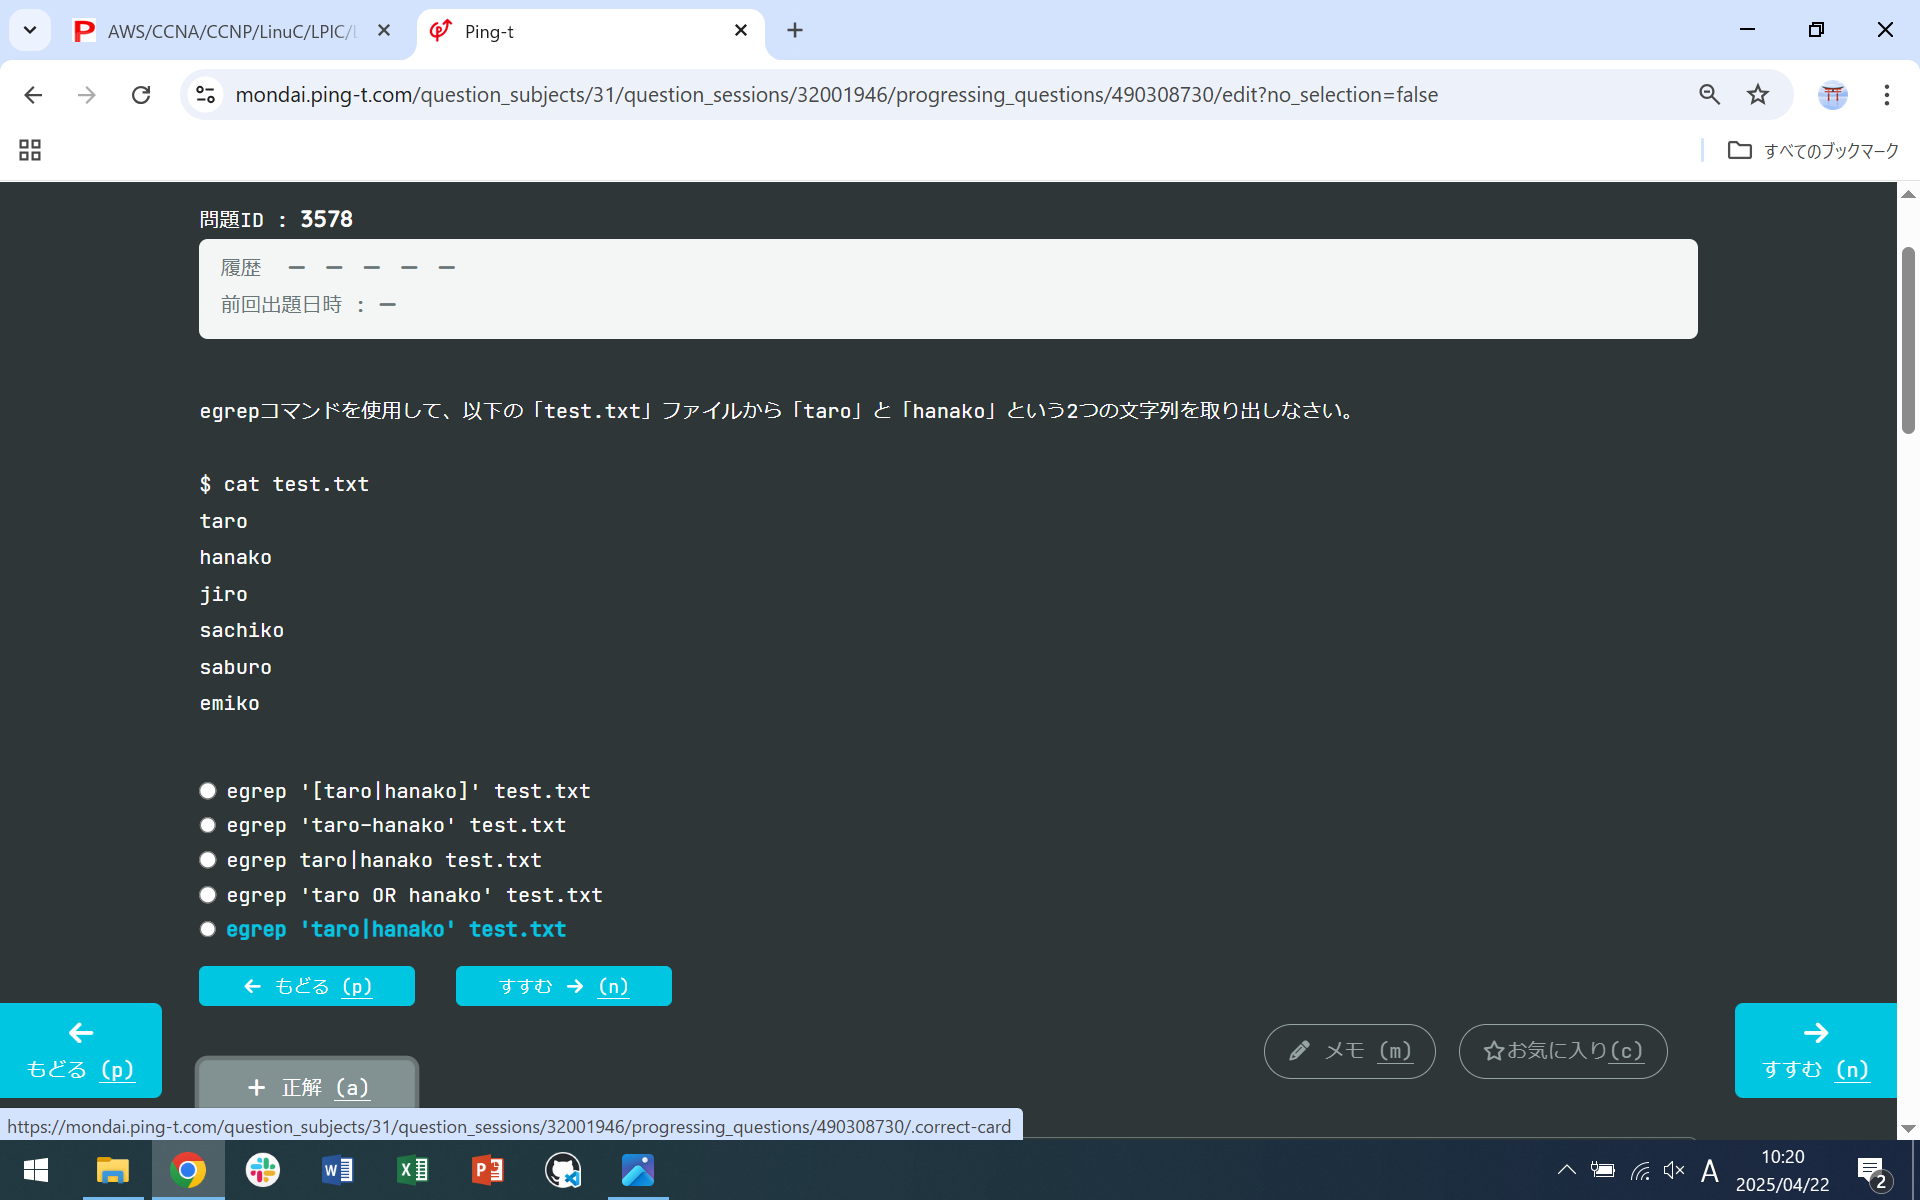 AWS/CCNA/CCNP/LinuC/LPIC/
Ping-t
mondai.ping-t.com/question_subjects/31/question_sessions/32001946/progressing_questions/490308730/edit?no_selection=false
すべてのブックマーク
問題ID : 3578
履歴 － － － － －
前回出題日時 : －
egrepコマンドを使用して、以下の「test.txt」ファイルから「taro」と「hanako」という2つの文字列を取り出しなさい。
$ cat test.txt
taro
hanako
jiro
sachiko
saburo
emiko
egrep '[taro|hanako]' test.txt
egrep 'taro-hanako' test.txt
egrep taro|hanako test.txt
egrep 'taro OR hanako' test.txt
egrep 'taro|hanako' test.txt
← もどる (p)
すすむ → (n)
← もどる (p)
メモ (m)
お気に入り(c)
→ すすむ (n)
+ 正解 (a)
https://mondai.ping-t.com/question_subjects/31/question_sessions/32001946/progressing_questions/490308730/.correct-card
A
10:20
2025/04/22
2